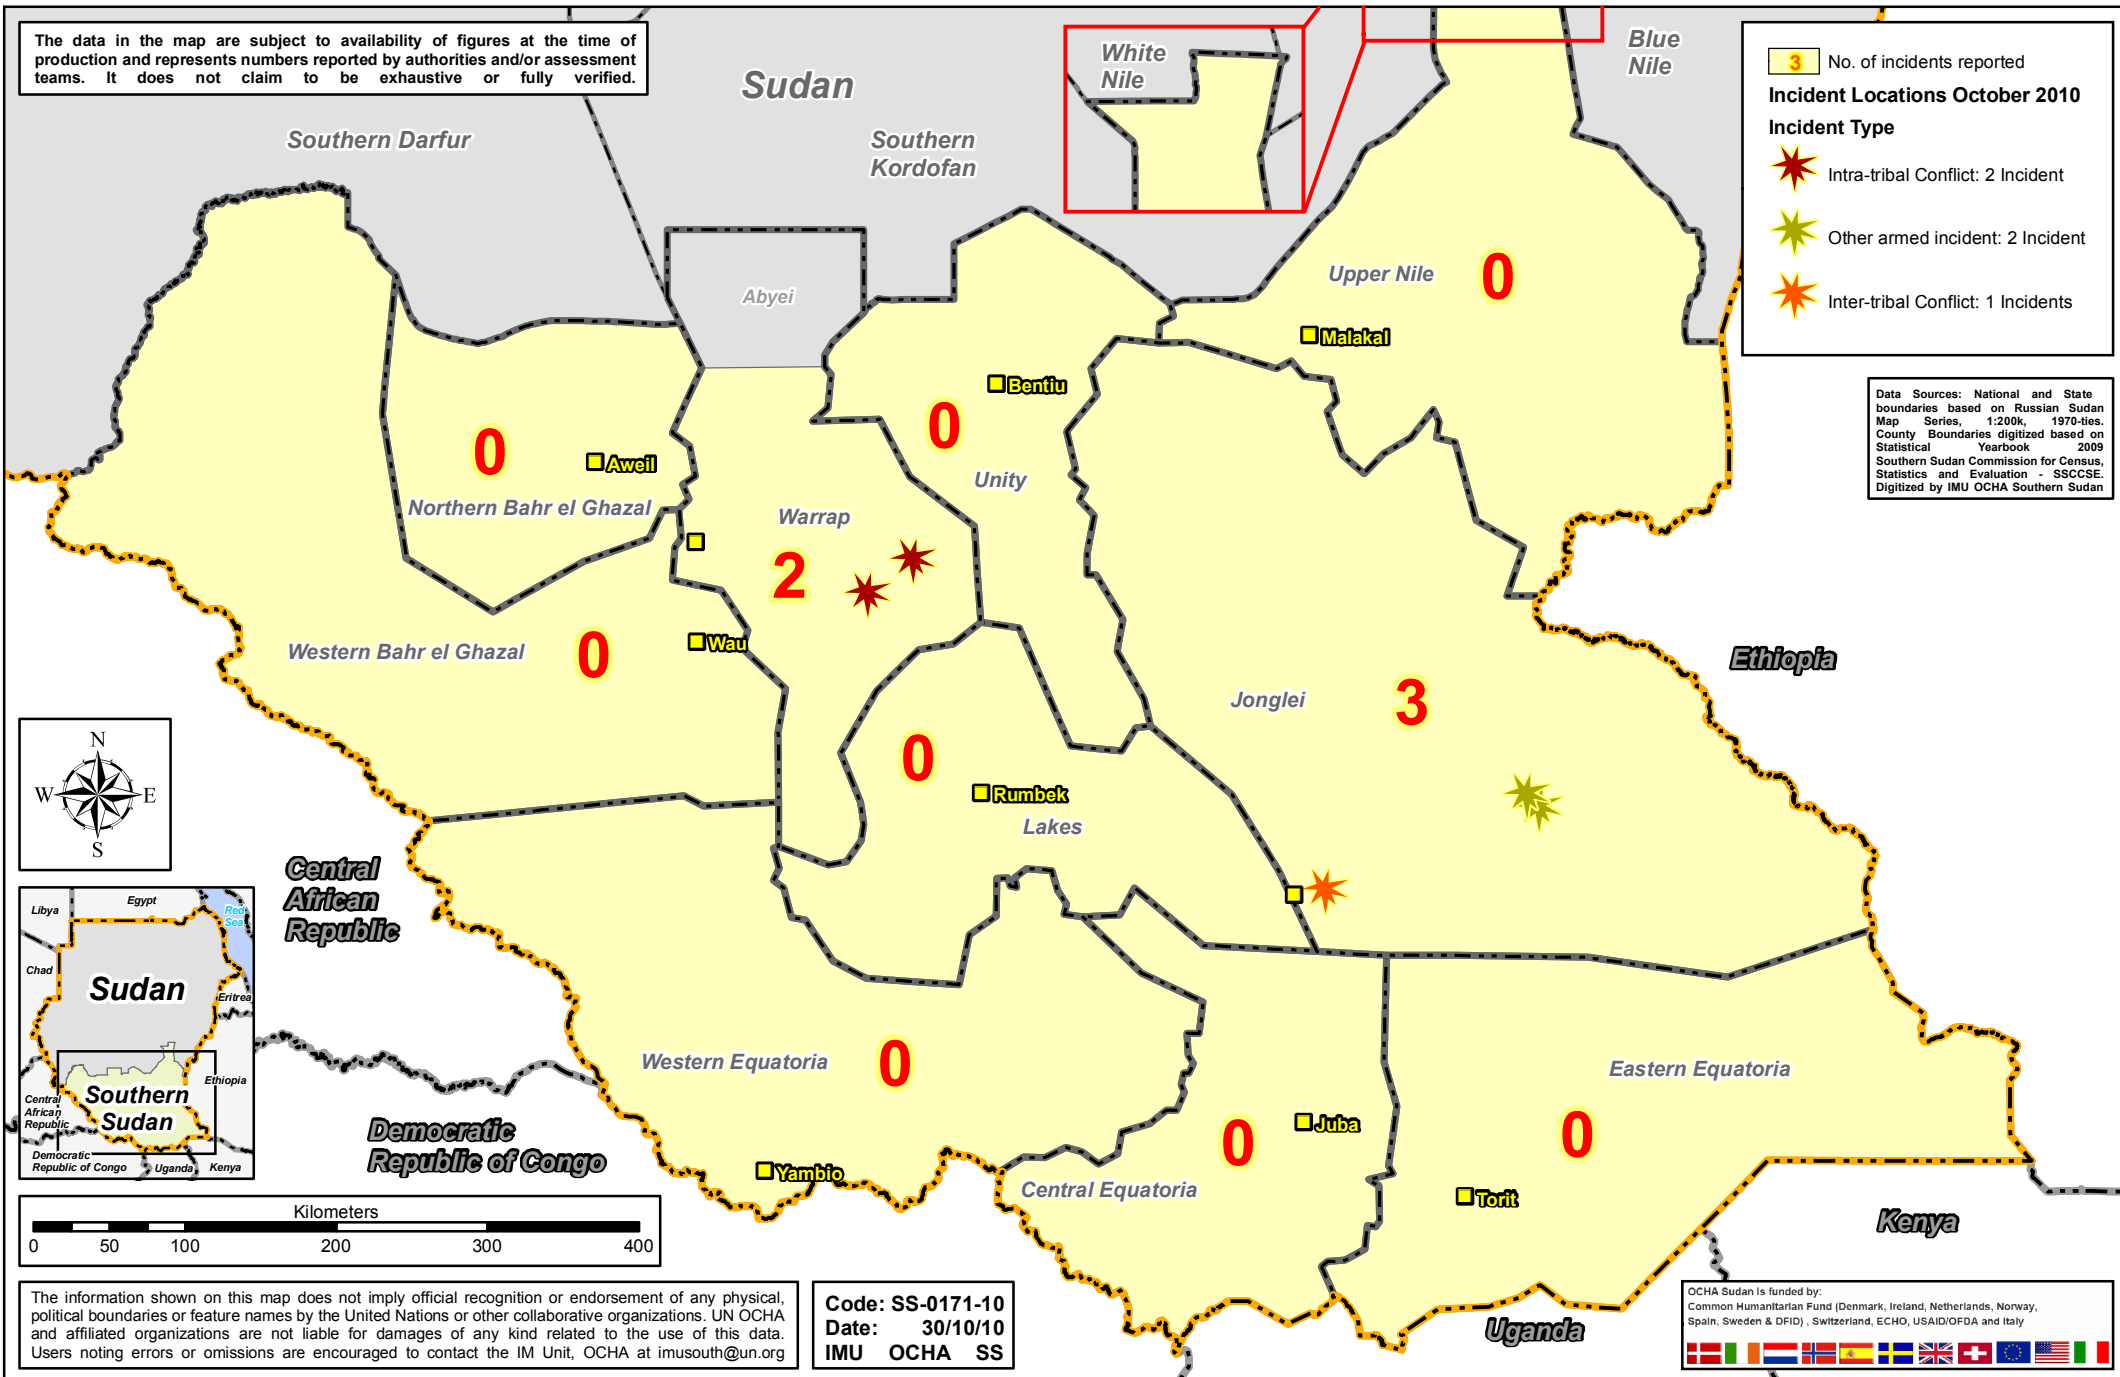 The data in the map are subject to availability of figures at the time of
production and represents numbers reported by authorities and/or assessment
teams. It does not claim to be exhaustive or fully verified.
Sudan
Southern Darfur
Southern
Kordofan
White
Nile
Blue
Nile
Abyei
3 No. of incidents reported
Incident Locations October 2010
Incident Type
Intra-tribal Conflict: 2 Incident
Other armed incident: 2 Incident
Inter-tribal Conflict: 1 Incidents
Data Sources: National and State
boundaries based on Russian Sudan
Map Series, 1:200k, 1970-ties.
County Boundaries digitized based on
Statistical Yearbook 2009
Southern Sudan Commission for Census,
Statistics and Evaluation - SSCCSE.
Digitized by IMU OCHA Southern Sudan
Upper Nile
0
Malakal
Bentiu
0
Unity
0
Aweil
Northern Bahr el Ghazal
Warrap
2
Western Bahr el Ghazal
0
Wau
Jonglei
3
Ethiopia
0
Rumbek
Lakes
N
W E
S
Central
African
Republic
Libya
Egypt
Red
Sea
Chad
Sudan
Eritrea
Ethiopia
Southern
Sudan
Central
African
Republic
Democratic
Republic of Congo
Uganda
Kenya
Western Equatoria
0
Eastern Equatoria
0
Juba
0
Central Equatoria
Torit
Yambio
Democratic
Republic of Congo
Kenya
Uganda
Kilometers
0 50 100 200 300 400
The information shown on this map does not imply official recognition or endorsement of any physical,
political boundaries or feature names by the United Nations or other collaborative organizations. UN OCHA
and affiliated organizations are not liable for damages of any kind related to the use of this data.
Users noting errors or omissions are encouraged to contact the IM Unit, OCHA at imusouth@un.org
Code: SS-0171-10
Date: 30/10/10
IMU OCHA SS
OCHA Sudan is funded by:
Common Humanitarian Fund (Denmark, Ireland, Netherlands, Norway,
Spain, Sweden & DFID) , Switzerland, ECHO, USAID/OFDA and Italy